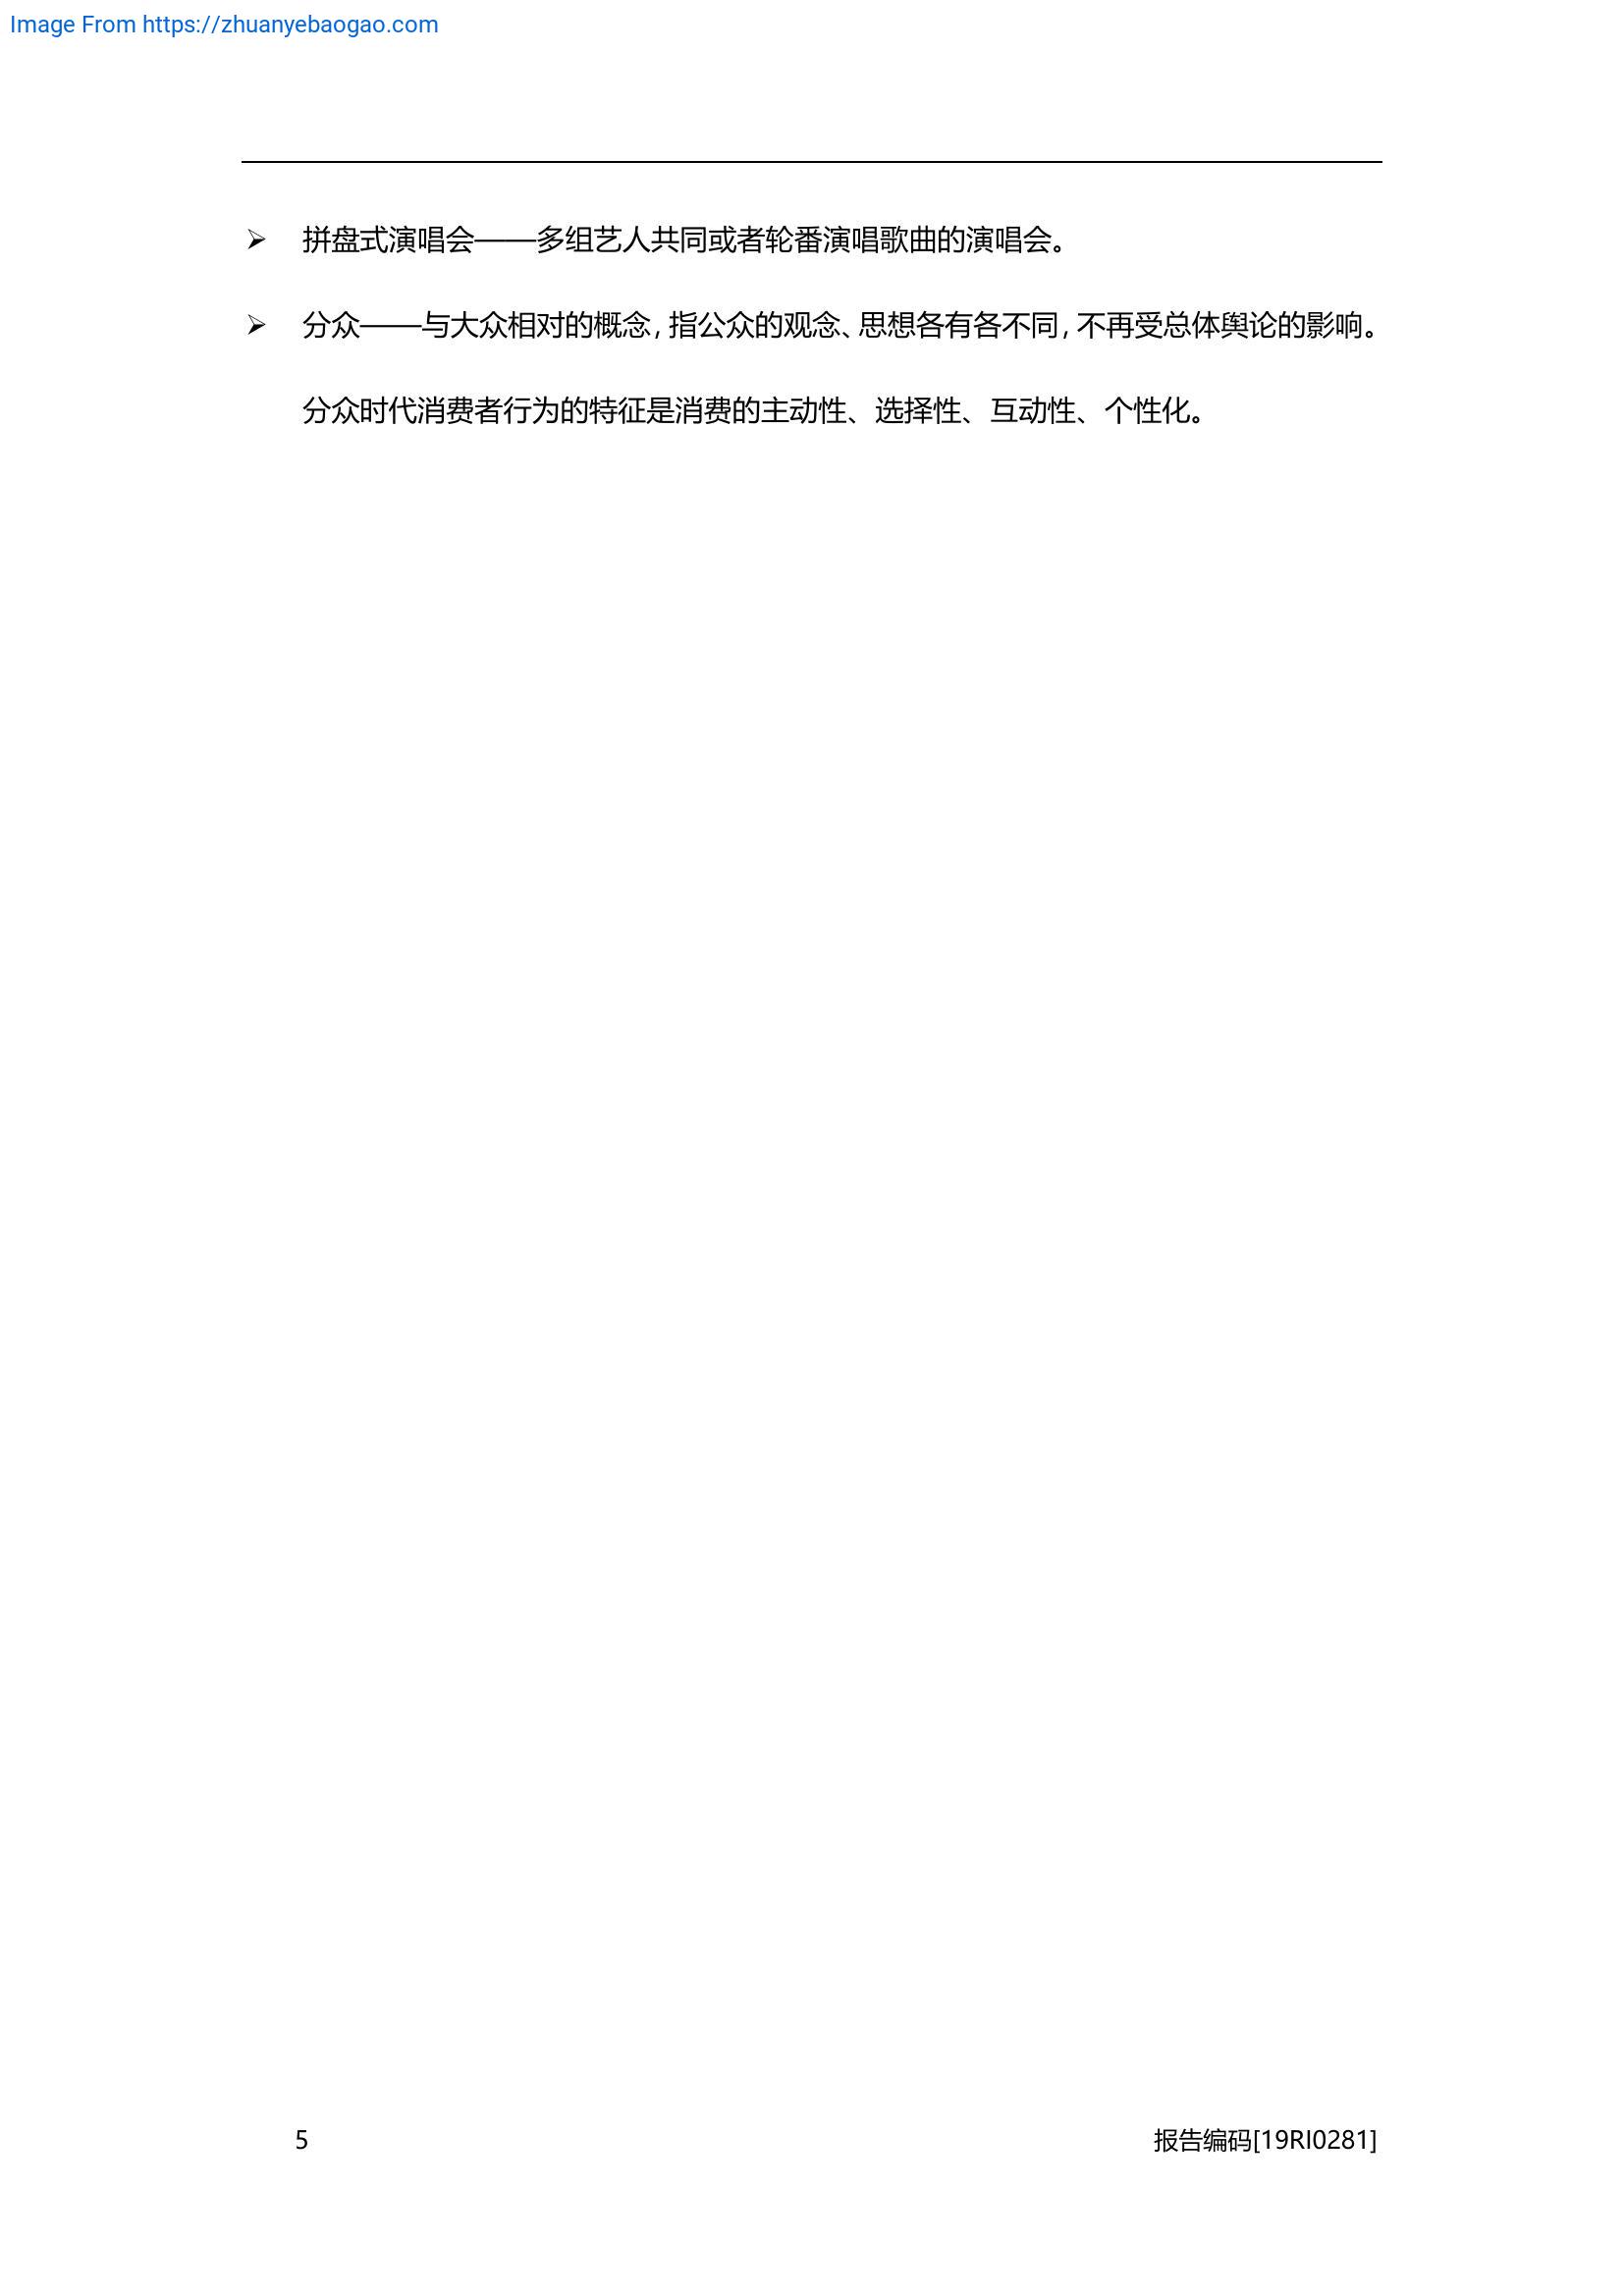 Image From https://zhuanyebaogao.com
➢ 拼盘式演唱会——多组艺人共同或者轮番演唱歌曲的演唱会。
➢ 分众——与大众相对的概念，指公众的观念、思想各有各不同，不再受总体舆论的影响。
分众时代消费者行为的特征是消费的主动性、选择性、互动性、个性化。
5 报告编码[19RI0281]